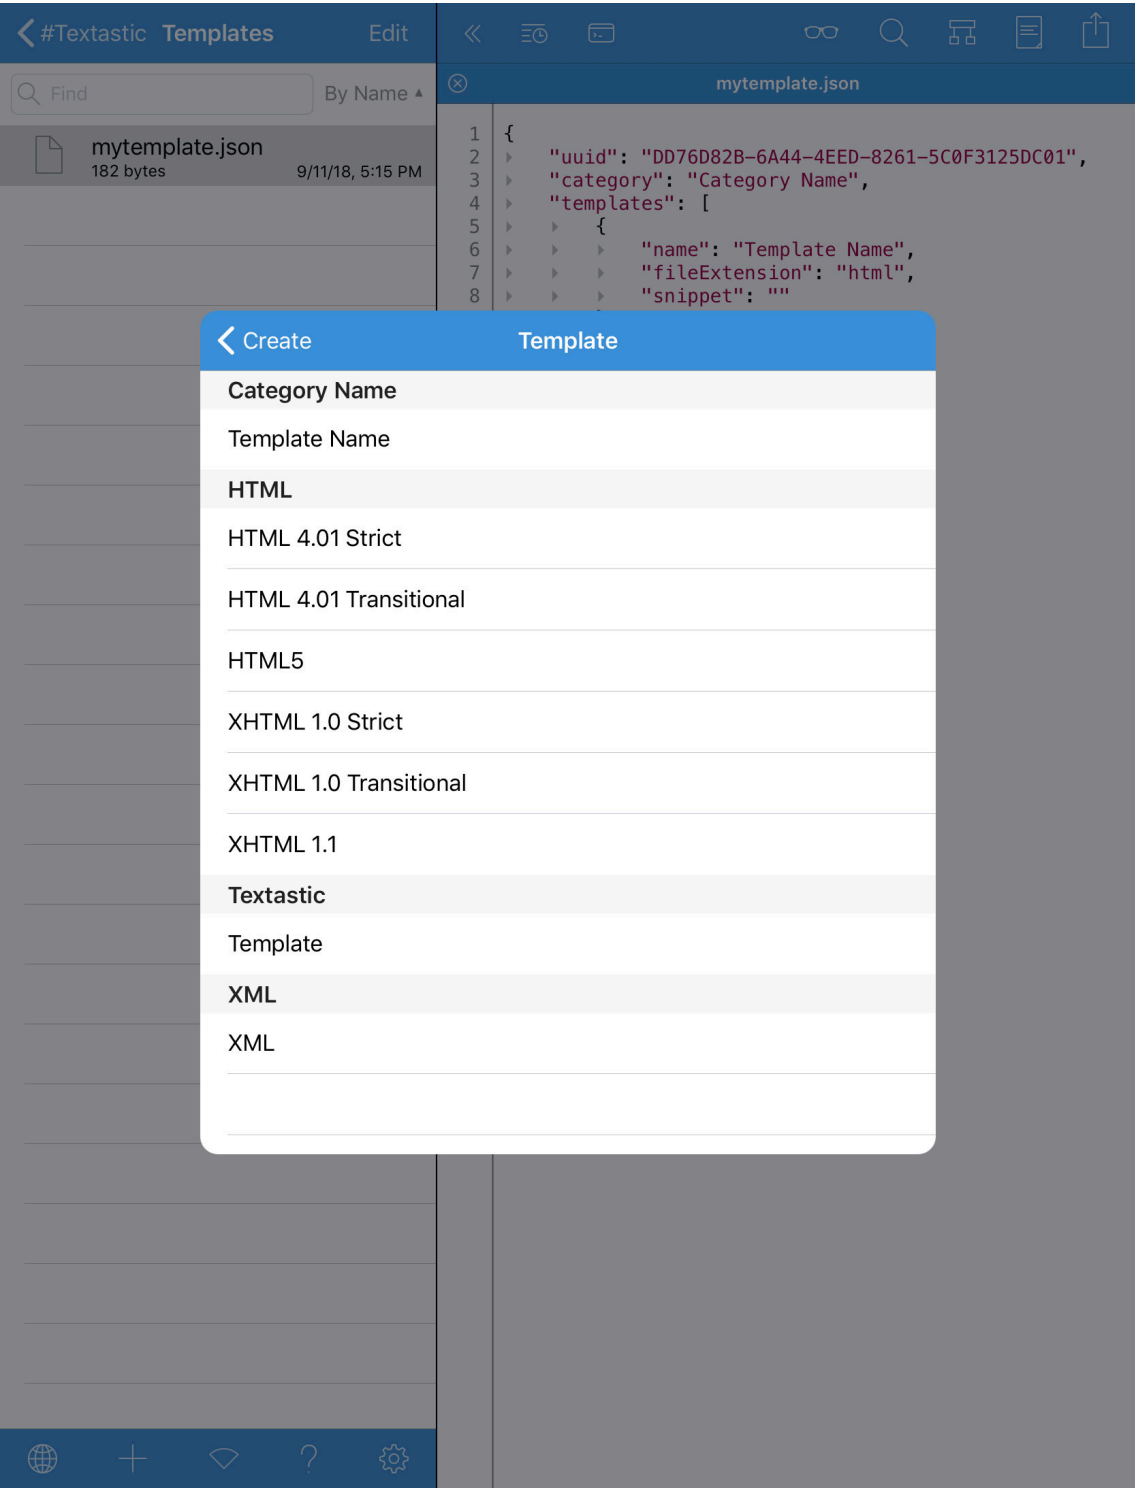 #Textastic Templates Edit
Find By Name ▲
mytemplate.json
182 bytes 9/11/18, 5:15 PM
mytemplate.json
1 {
2 "uuid": "DD76D82B-6A44-4EED-8261-5C0F3125DC01",
3 "category": "Category Name",
4 "templates": [
5 {
6 "name": "Template Name",
7 "fileExtension": "html",
8 "snippet": ""
Create Template
Category Name
Template Name
HTML
HTML 4.01 Strict
HTML 4.01 Transitional
HTML5
XHTML 1.0 Strict
XHTML 1.0 Transitional
XHTML 1.1
Textastic
Template
XML
XML